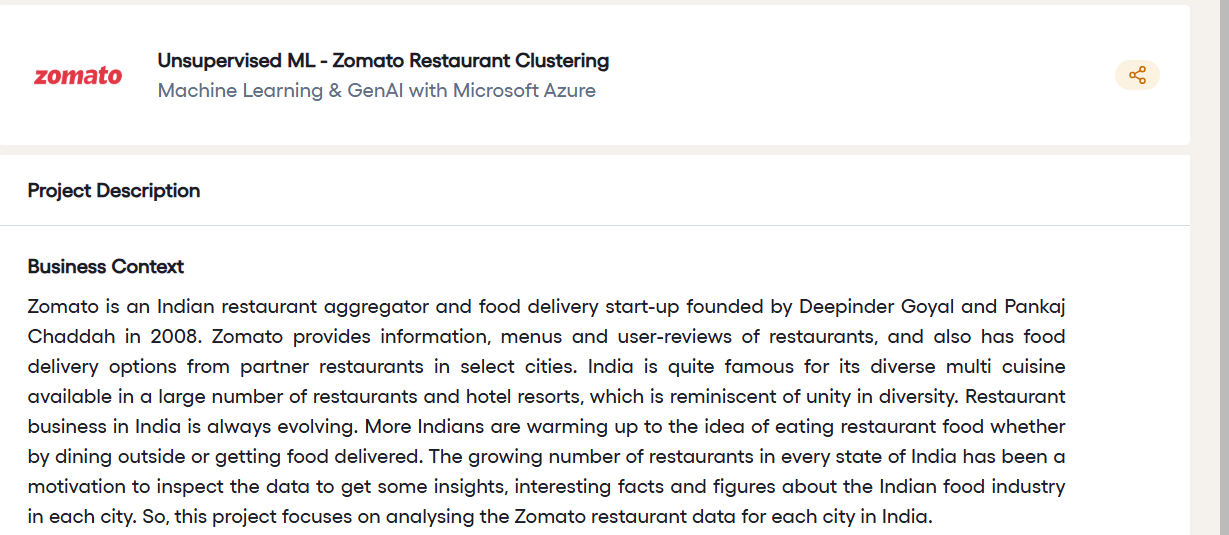 zomato
Unsupervised ML - Zomato Restaurant Clustering
Machine Learning & GenAI with Microsoft Azure
Project Description
Business Context
Zomato is an Indian restaurant aggregator and food delivery start-up founded by Deepinder Goyal and Pankaj
Chaddah in 2008. Zomato provides information, menus and user-reviews of restaurants, and also has food
delivery options from partner restaurants in select cities. India is quite famous for its diverse multi cuisine
available in a large number of restaurants and hotel resorts, which is reminiscent of unity in diversity. Restaurant
business in India is always evolving. More Indians are warming up to the idea of eating restaurant food whether
by dining outside or getting food delivered. The growing number of restaurants in every state of India has been a
motivation to inspect the data to get some insights, interesting facts and figures about the Indian food industry
in each city. So, this project focuses on analysing the Zomato restaurant data for each city in India.